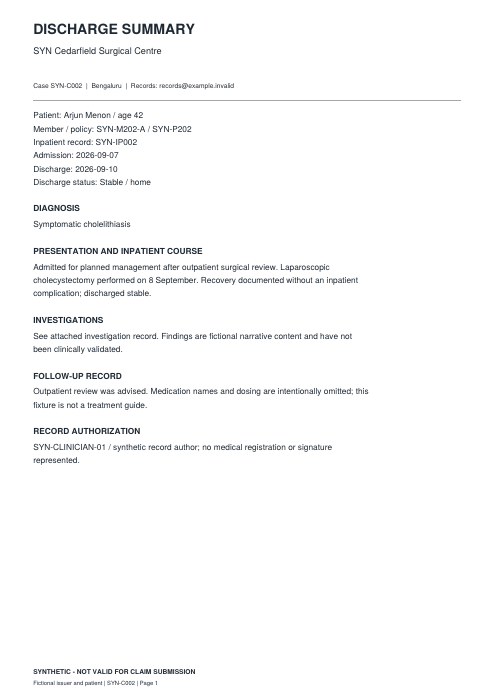 DISCHARGE SUMMARY
SYN Cedarfield Surgical Centre
Case SYN-C002 | Bengaluru | Records: records@example.invalid
Patient: Arjun Menon / age 42
Member / policy: SYN-M202-A / SYN-P202
Inpatient record: SYN-IP002
Admission: 2026-09-07
Discharge: 2026-09-10
Discharge status: Stable / home
DIAGNOSIS
Symptomatic cholelithiasis
PRESENTATION AND INPATIENT COURSE
Admitted for planned management after outpatient surgical review. Laparoscopic
cholecystectomy performed on 8 September. Recovery documented without an inpatient
complication; discharged stable.
INVESTIGATIONS
See attached investigation record. Findings are fictional narrative content and have not
been clinically validated.
FOLLOW-UP RECORD
Outpatient review was advised. Medication names and dosing are intentionally omitted; this
fixture is not a treatment guide.
RECORD AUTHORIZATION
SYN-CLINICIAN-01 / synthetic record author; no medical registration or signature
represented.
SYNTHETIC - NOT VALID FOR CLAIM SUBMISSION
Fictional issuer and patient | SYN-C002 | Page 1